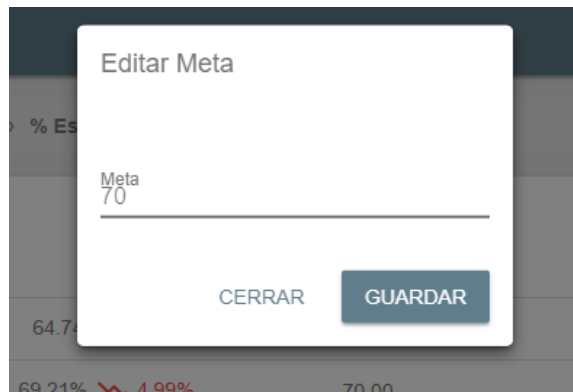 Editar Meta
% Es
Meta
70
CERRAR GUARDAR
64.74
69.21% 4.99% 70.00